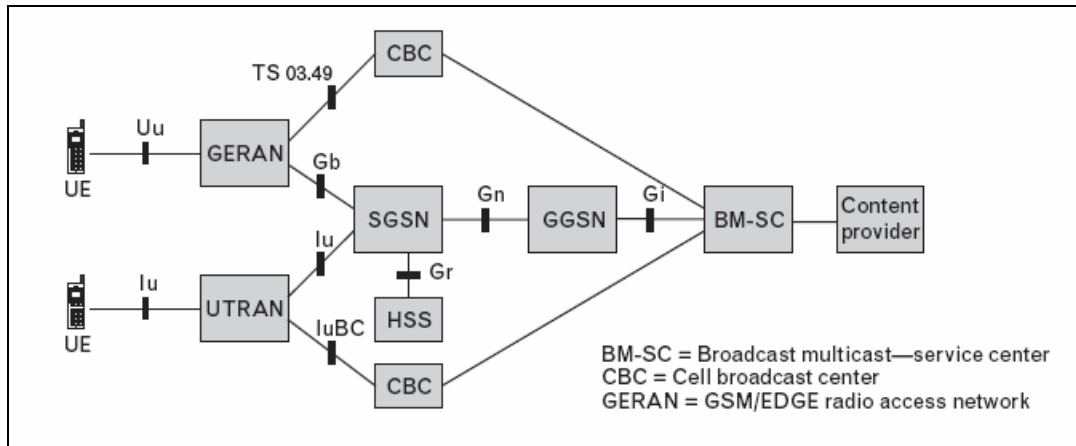 CBC
TS 03.49
Uu
GERAN
UE
Gb
Gn
Gi
SGSN
GGSN
BM-SC
Content
provider
Iu
Gr
Iu
UTRAN
HSS
UE
IuBC
CBC
BM-SC = Broadcast multicast—service center
CBC = Cell broadcast center
GERAN = GSM/EDGE radio access network